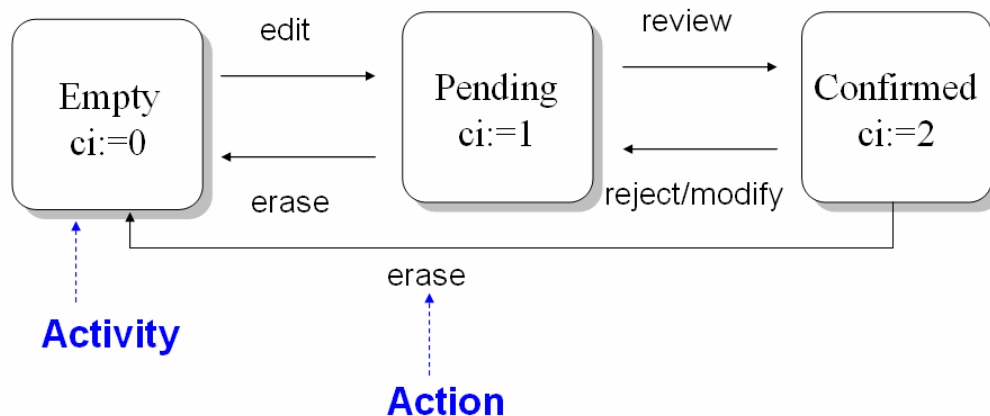 edit
review
Empty
ci:=0
Pending
ci:=1
Confirmed
ci:=2
erase
reject/modify
erase
Activity
Action